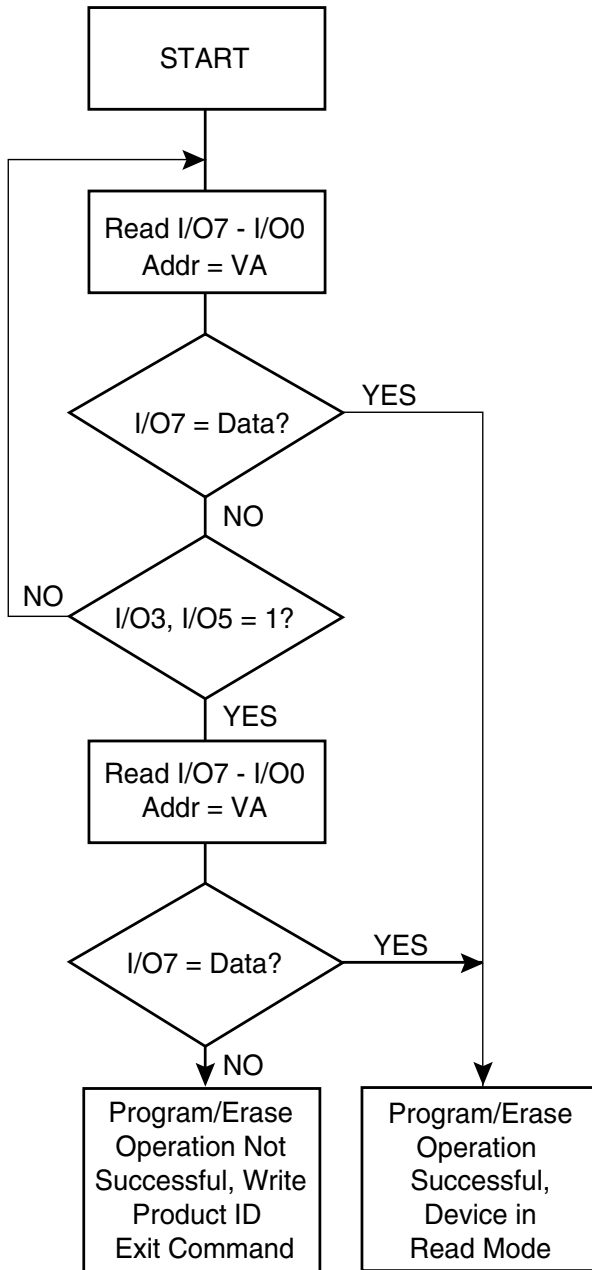 START
Read I/O7 - I/O0
Addr = VA
I/O7 = Data?
YES
NO
I/O3, I/O5 = 1?
NO
YES
Read I/O7 - I/O0
Addr = VA
I/O7 = Data?
YES
NO
Program/Erase
Operation Not
Successful, Write
Product ID
Exit Command
Program/Erase
Operation
Successful,
Device in
Read Mode